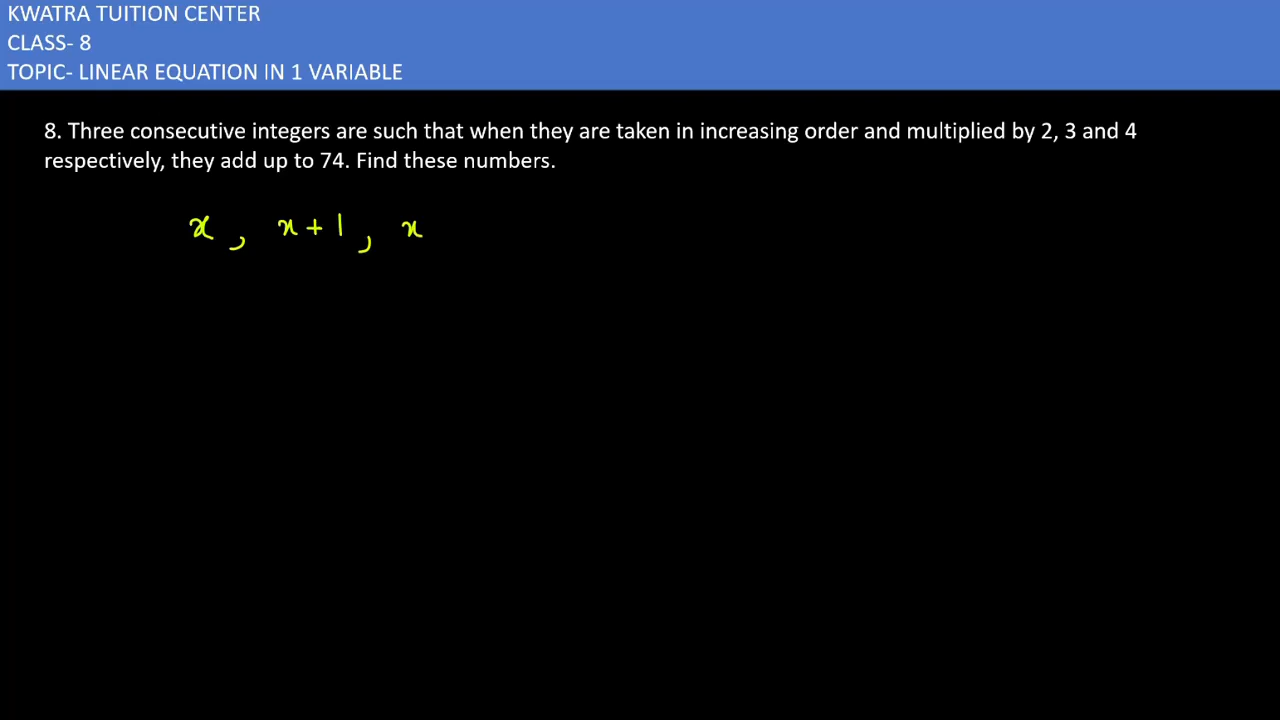 KWATRA TUITION CENTER
CLASS- 8
TOPIC- LINEAR EQUATION IN 1 VARIABLE
8. Three consecutive integers are such that when they are taken in increasing order and multiplied by 2, 3 and 4
respectively, they add up to 74. Find these numbers.
x , x + 1 , x